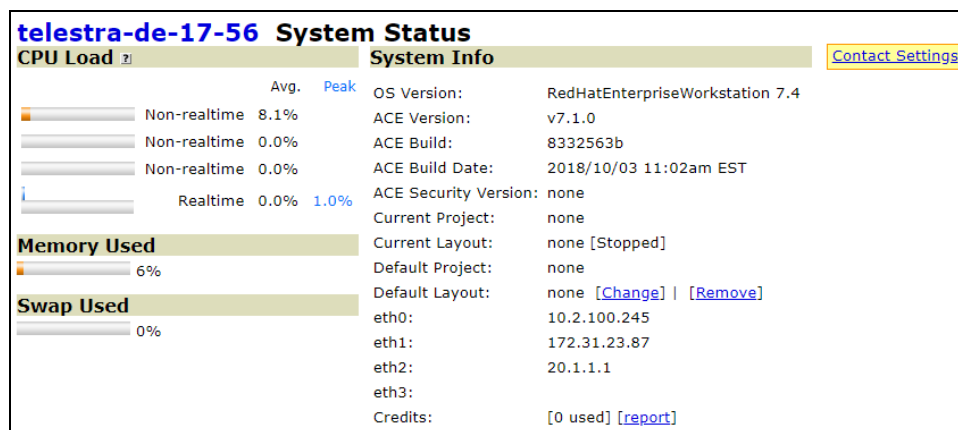 telestra-de-17-56 System Status
CPU Load ?
Avg. Peak
Non-realtime 8.1%
Non-realtime 0.0%
Non-realtime 0.0%
Realtime 0.0% 1.0%
Memory Used
6%
Swap Used
0%
System Info
OS Version: RedHatEnterpriseWorkstation 7.4
ACE Version: v7.1.0
ACE Build: 8332563b
ACE Build Date: 2018/10/03 11:02am EST
ACE Security Version: none
Current Project: none
Current Layout: none [Stopped]
Default Project: none
Default Layout: none [Change] | [Remove]
eth0: 10.2.100.245
eth1: 172.31.23.87
eth2: 20.1.1.1
eth3:
Credits: [0 used] [report]
Contact Settings